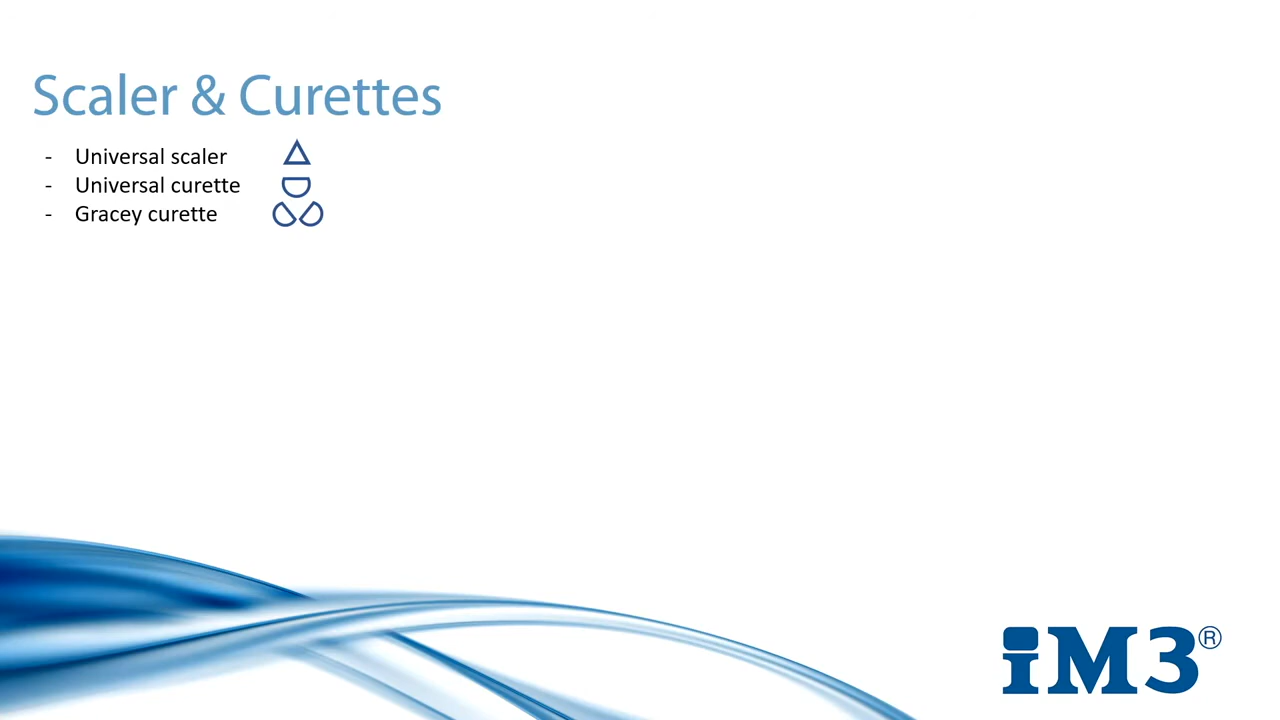 Scaler & Curettes
- Universal scaler
- Universal curette
- Gracey curette
iM3®